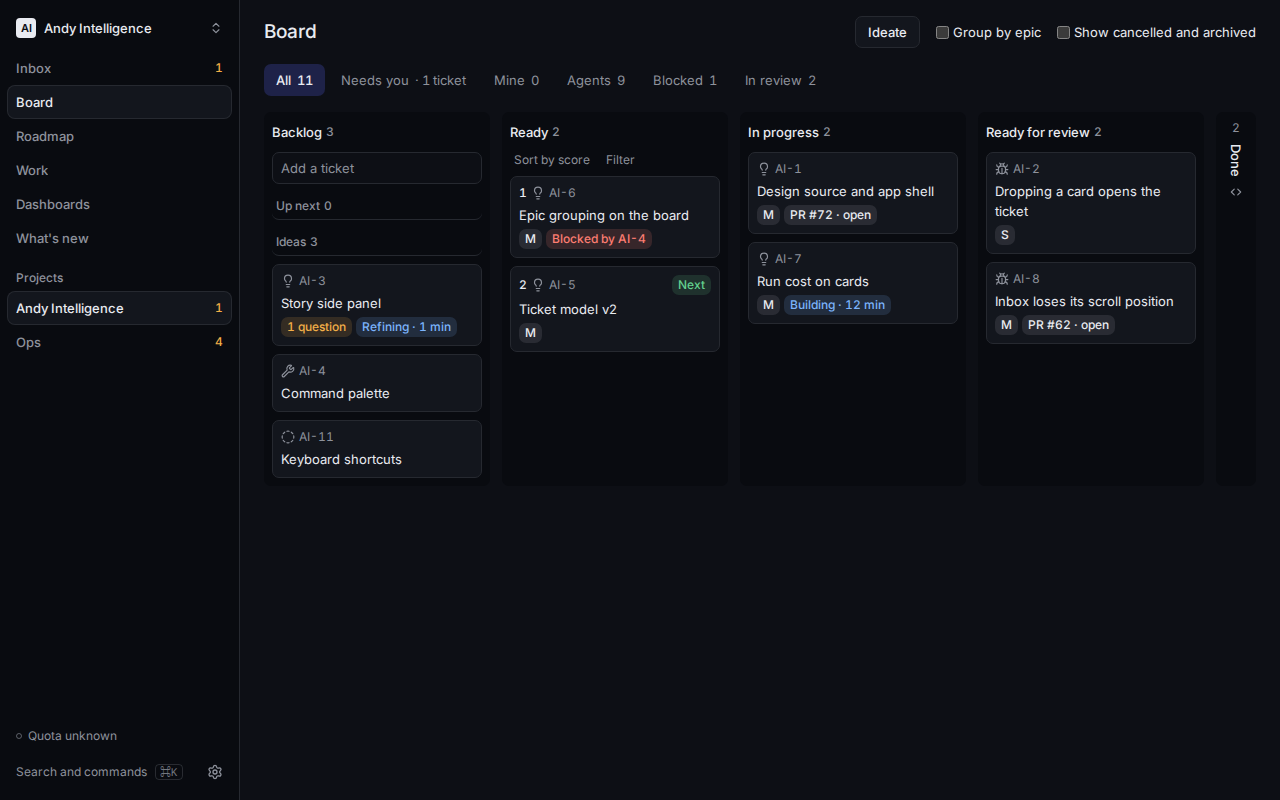 AI Andy Intelligence
Inbox 1
Board
Roadmap
Work
Dashboards
What's new
Projects
Andy Intelligence 1
Ops 4
Quota unknown
Search and commands ⌘K
Board
Ideate
Group by epic
Show cancelled and archived
All 11
Needs you · 1 ticket
Mine 0
Agents 9
Blocked 1
In review 2
Backlog 3
Add a ticket
Up next 0
Ideas 3
AI-3
Story side panel
1 question
Refining · 1 min
AI-4
Command palette
AI-11
Keyboard shortcuts
Ready 2
Sort by score
Filter
1 AI-6
Epic grouping on the board
M
Blocked by AI-4
2 AI-5
Next
Ticket model v2
M
In progress 2
AI-1
Design source and app shell
M
PR #72 · open
AI-7
Run cost on cards
M
Building · 12 min
Ready for review 2
AI-2
Dropping a card opens the
ticket
S
AI-8
Inbox loses its scroll position
M
PR #62 · open
2
Done